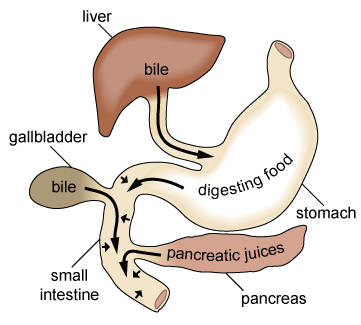 liver
bile
gallbladder
bile
digesting food
stomach
pancreatic juices
small
intestine
pancreas